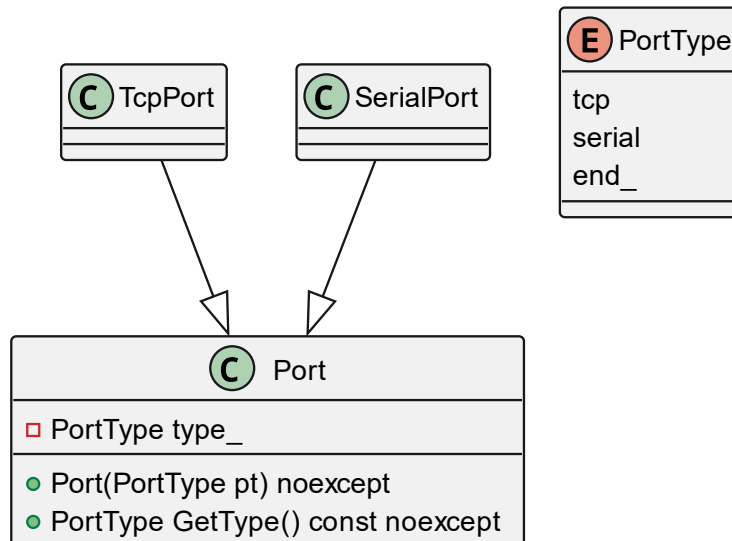 C TcpPort
C SerialPort
E PortType
tcp
serial
end_
C Port
PortType type_
Port(PortType pt) noexcept
PortType GetType() const noexcept